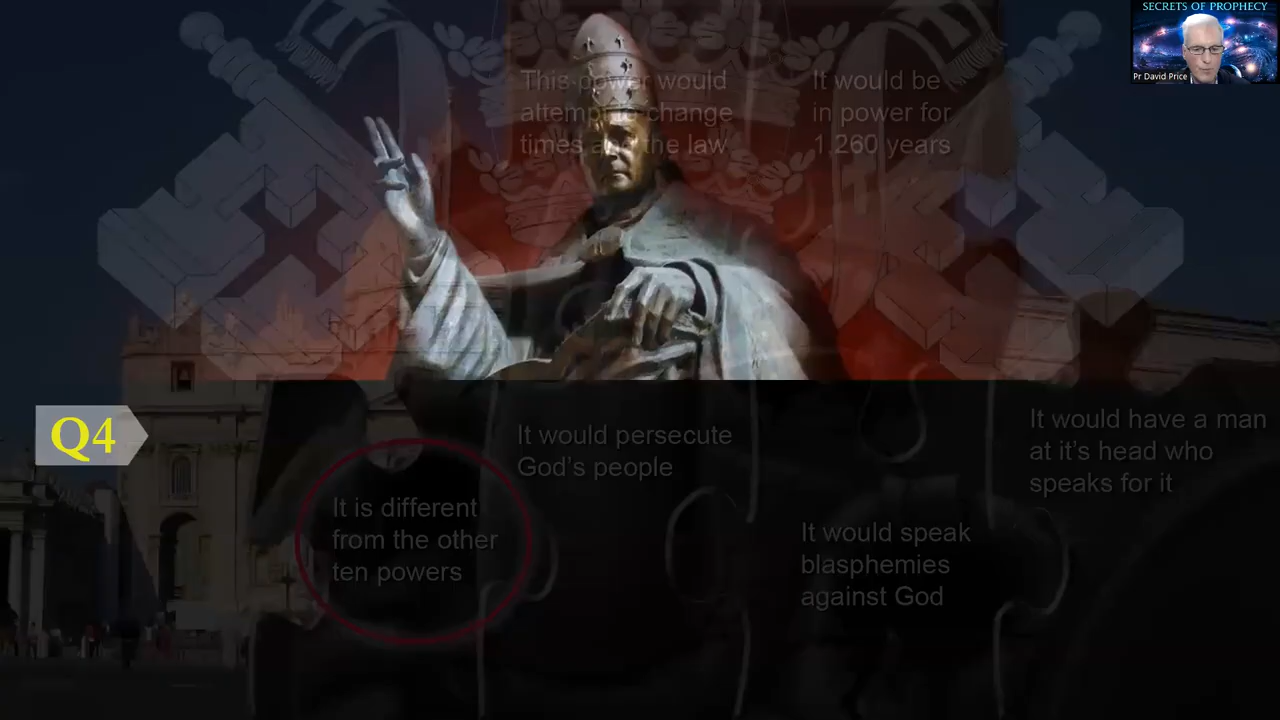 SECRETS OF PROPHECY
Pr David Price
This power would
attempt to change
times and the law
It would be
in power for
1,260 years
Q4
It is different
from the other
ten powers
It would persecute
God's people
It would speak
blasphemies
against God
It would have a man
at it's head who
speaks for it